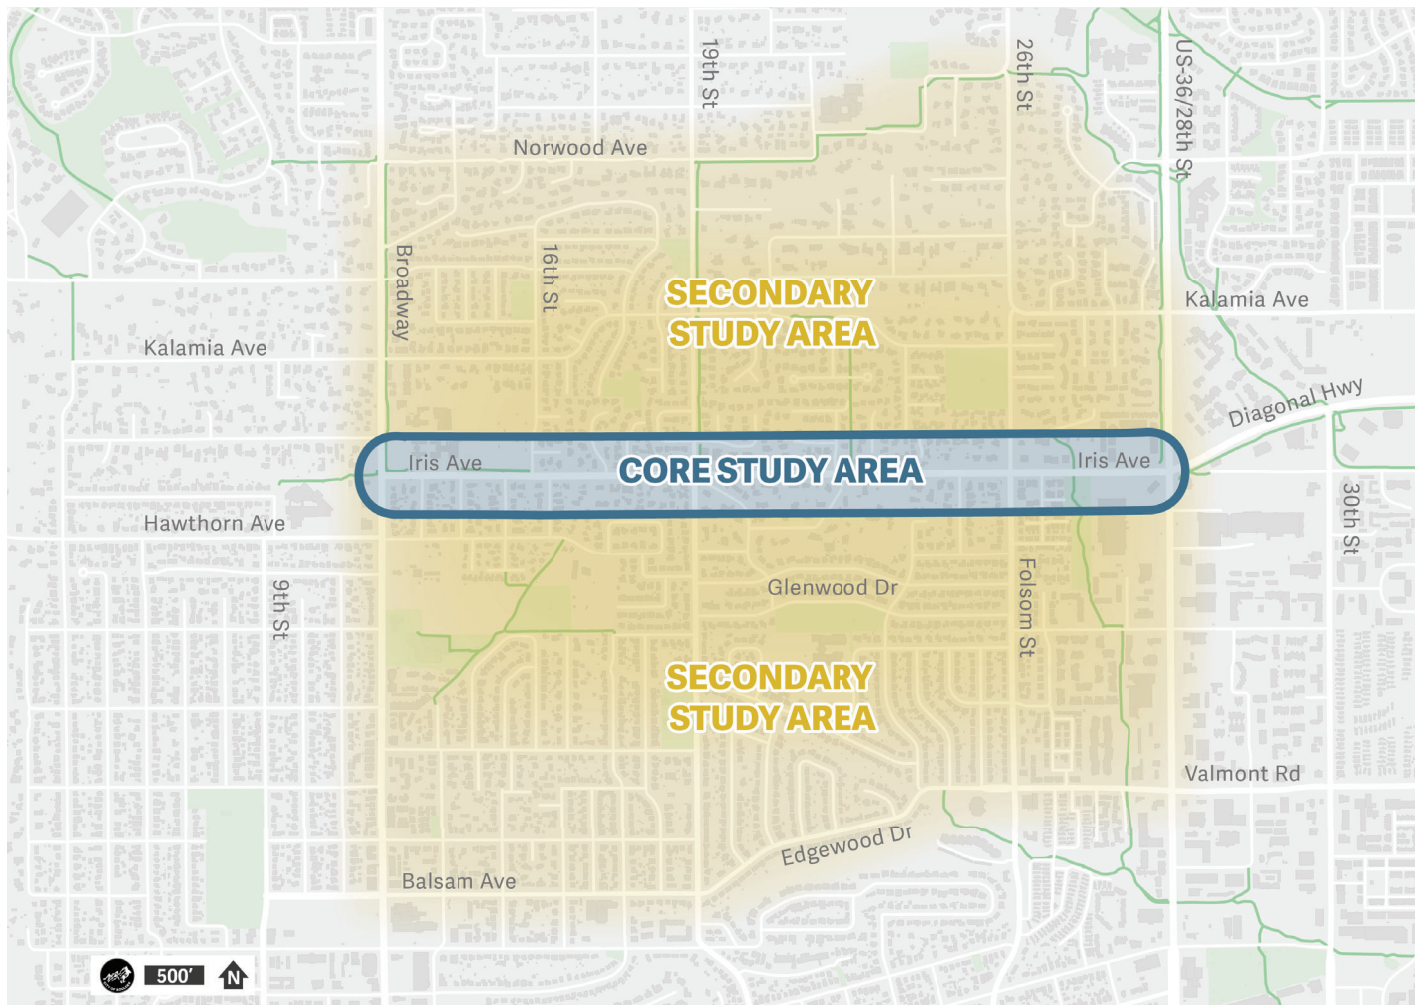 19th St
26th St
US-36/28th St
Norwood Ave
Broadway
16th St
SECONDARY
STUDY AREA
Kalamia Ave
Kalamia Ave
Diagonal Hwy
Iris Ave
CORE STUDY AREA
Iris Ave
Hawthorn Ave
30th St
9th St
Glenwood Dr
Folsom St
SECONDARY
STUDY AREA
Valmont Rd
Edgewood Dr
Balsam Ave
500'
N